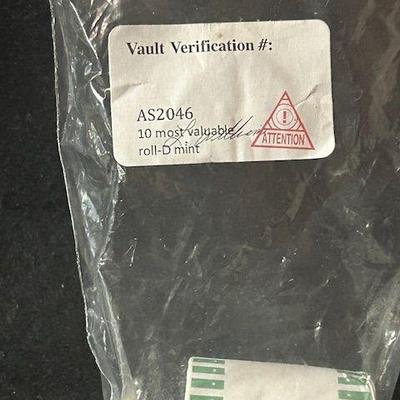 Vault Verification #:
AS2046
10 most valuable
roll-D mint
!
ATTENTION